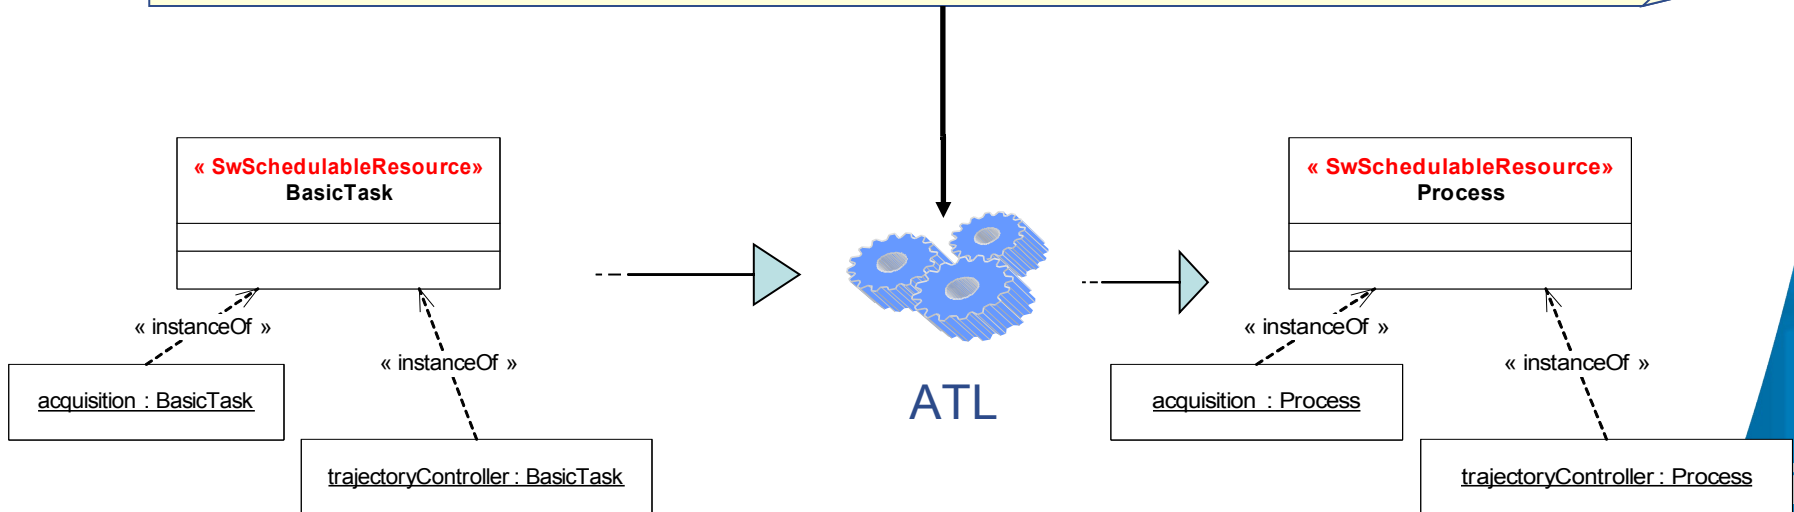 « SwSchedulableResource»
BasicTask
« instanceOf »
« instanceOf »
acquisition : BasicTask
trajectoryController : BasicTask
ATL
« SwSchedulableResource»
Process
« instanceOf »
« instanceOf »
acquisition : Process
trajectoryController : Process